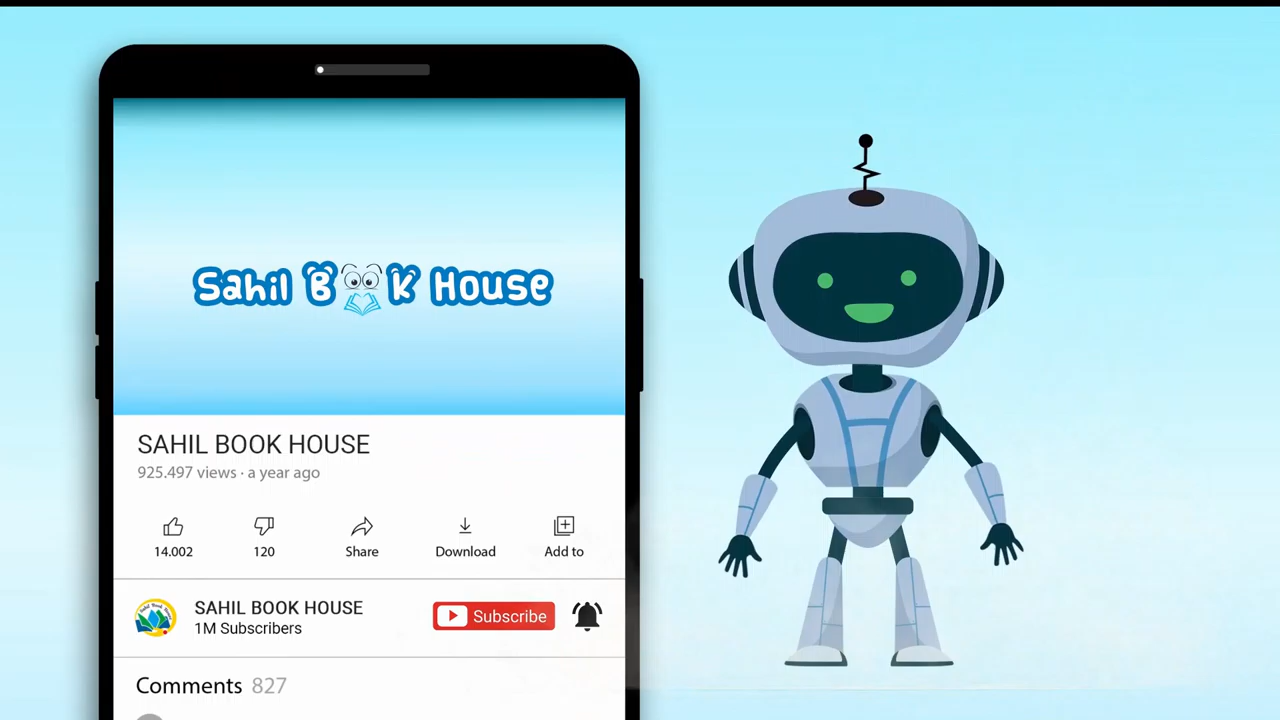 Sahil Book House
SAHIL BOOK HOUSE
925.497 views · a year ago
14.002
120
Share
Download
Add to
SAHIL BOOK HOUSE
1M Subscribers
Subscribe
Comments 827